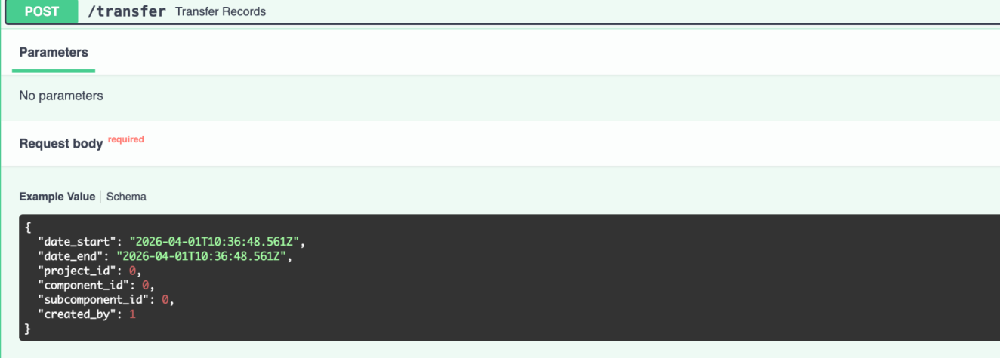 POST /transfer Transfer Records
Parameters
No parameters
Request body required
Example Value | Schema
{
  "date_start": "2026-04-01T10:36:48.561Z",
  "date_end": "2026-04-01T10:36:48.561Z",
  "project_id": 0,
  "component_id": 0,
  "subcomponent_id": 0,
  "created_by": 1
}